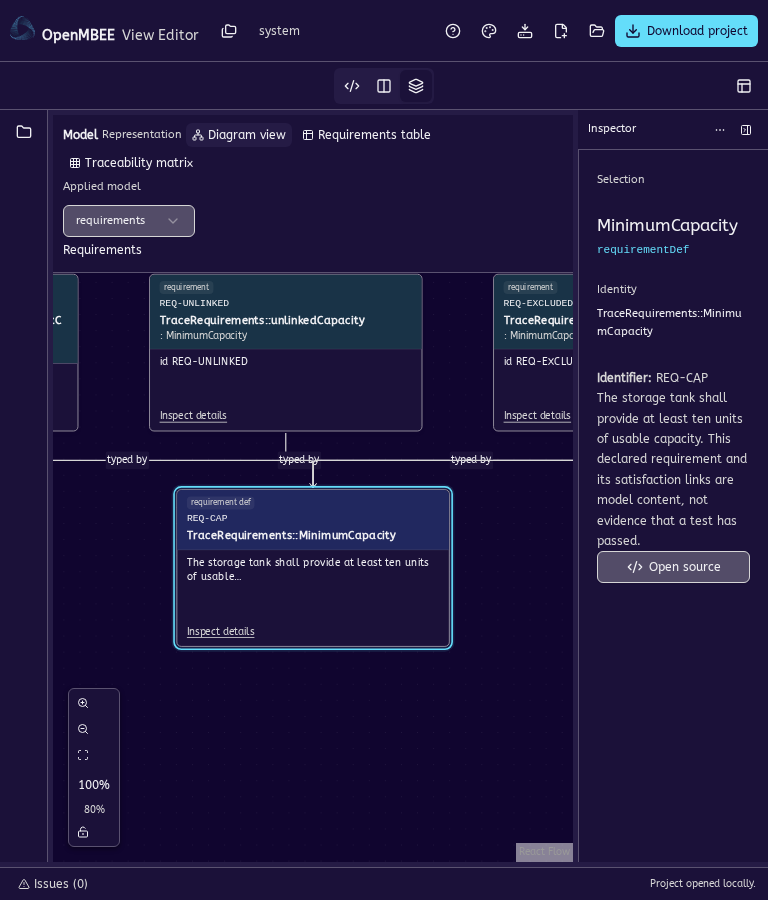 OpenMBEE View Editor
system
Download project
Model Representation Diagram view Requirements table
Traceability matrix
Applied model
requirements
Requirements
requirement
REQ-UNLINKED
TraceRequirements::unlinkedCapacity
: MinimumCapacity
id REQ-UNLINKED
Inspect details
requirement
REQ-EXCLUDED
: MinimumCapa
id REQ-EXCLU
Inspect details
typed by
typed by
typed by
requirement def
REQ-CAP
TraceRequirements::MinimumCapacity
The storage tank shall provide at least ten units
of usable...
Inspect details
100%
80%
React Flow
Inspector
Selection
MinimumCapacity
requirementDef
Identity
TraceRequirements::Minimu
mCapacity
Identifier: REQ-CAP
The storage tank shall
provide at least ten units
of usable capacity. This
declared requirement and
its satisfaction links are
model content, not
evidence that a test has
passed.
Open source
Issues (0)
Project opened locally.